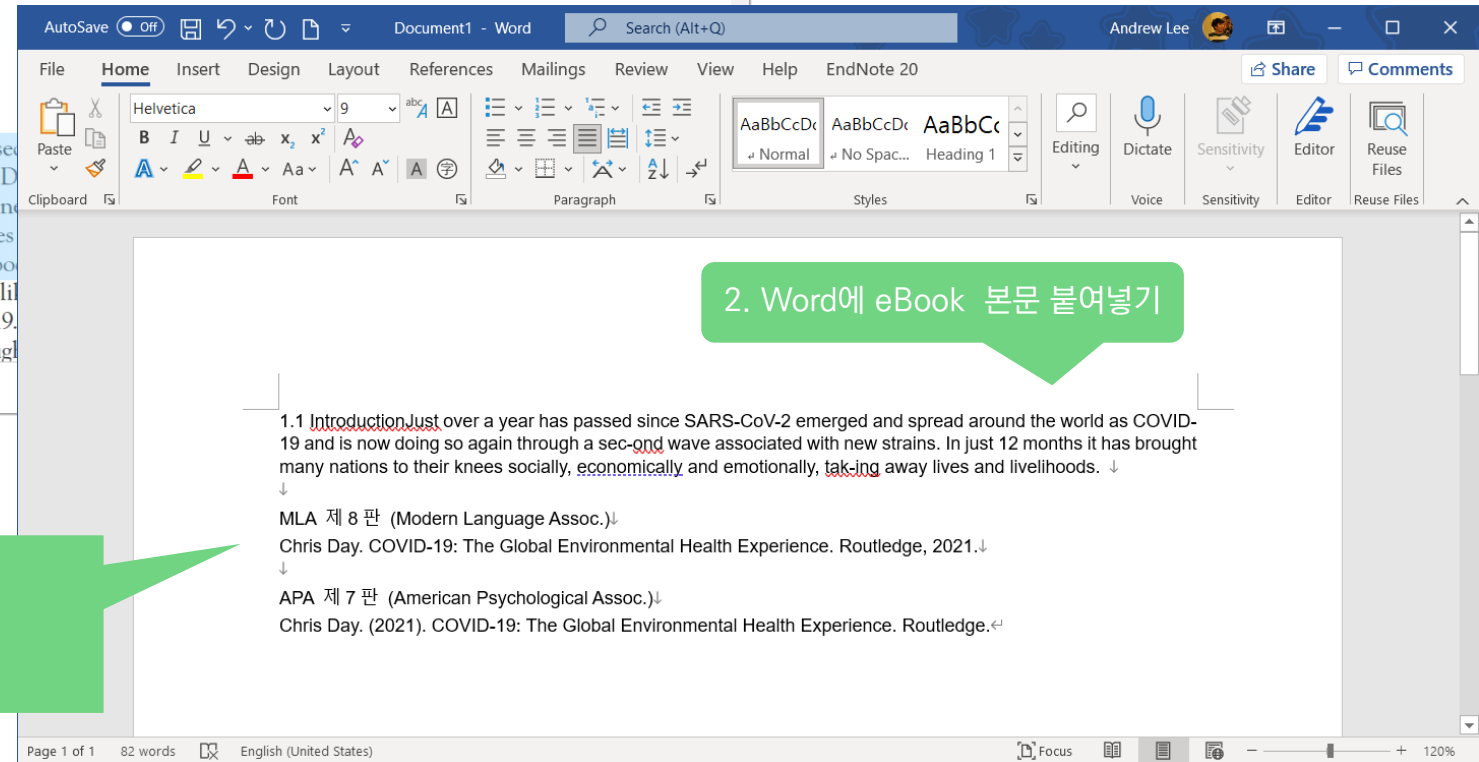 AutoSave Off Document1 - Word Search (Alt+Q) Andrew Lee
File Home Insert Design Layout References Mailings Review View Help EndNote 20 Share Comments
Helvetica 9
AaBbCcDc AaBbCcDc AaBbCc
Normal No Spac... Heading 1
Paste Editing Dictate Sensitivity Editor Reuse Files
Clipboard Font Paragraph Styles Voice Sensitivity Editor Reuse Files
2. Word에 eBook 본문 붙여넣기
1.1 IntroductionJust over a year has passed since SARS-CoV-2 emerged and spread around the world as COVID-
19 and is now doing so again through a sec-ond wave associated with new strains. In just 12 months it has brought
many nations to their knees socially, economically and emotionally, tak-ing away lives and livelihoods. ↓
↓
MLA 제 8 판 (Modern Language Assoc.)↓
Chris Day. COVID-19: The Global Environmental Health Experience. Routledge, 2021.↓
↓
APA 제 7 판 (American Psychological Assoc.)↓
Chris Day. (2021). COVID-19: The Global Environmental Health Experience. Routledge.↵
Page 1 of 1 82 words English (United States) Focus 120%